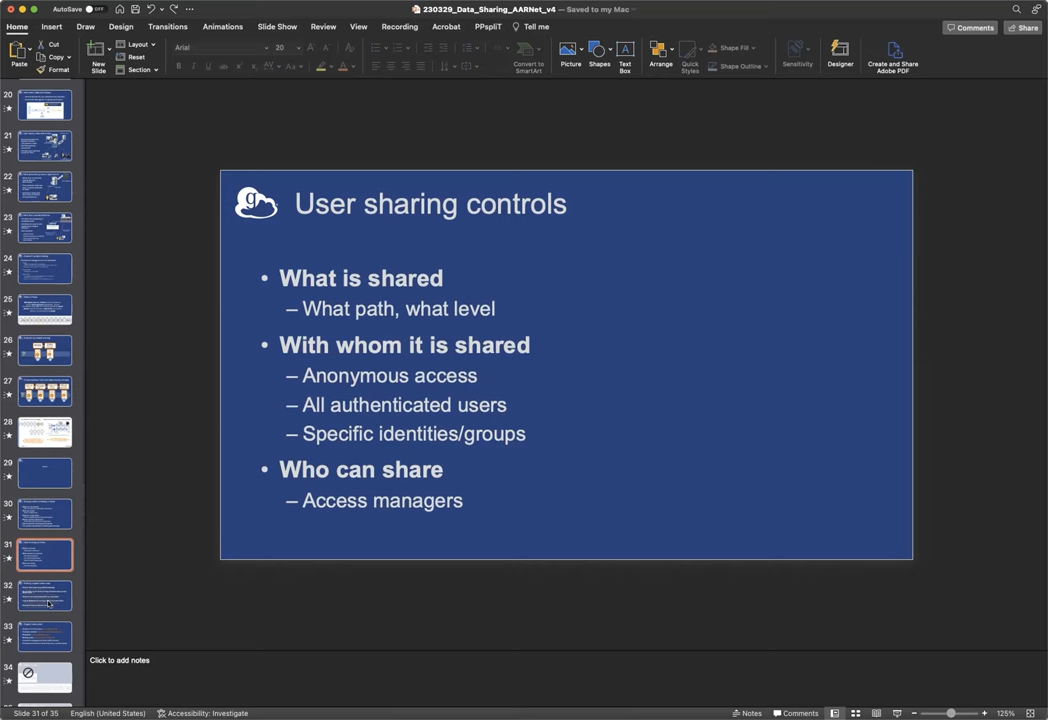 AutoSave OFF
230329_Data_Sharing_AARNet_v4 — Saved to my Mac
Home Insert Draw Design Transitions Animations Slide Show Review View Recording Acrobat PPspliT Tell me Comments Share
Paste Cut Copy Format New Slide Layout Reset Section Arial 20 Convert to SmartArt Picture Shapes Text Box Arrange Quick Styles Shape Fill Shape Outline Sensitivity Designer Create and Share Adobe PDF
20
21
22
23
24
25
26
27
28
29
30
31
32
33
34
g User sharing controls
• What is shared
– What path, what level
• With whom it is shared
– Anonymous access
– All authenticated users
– Specific identities/groups
• Who can share
– Access managers
Click to add notes
Slide 31 of 35 English (United States) Accessibility: Investigate Notes Comments 125%